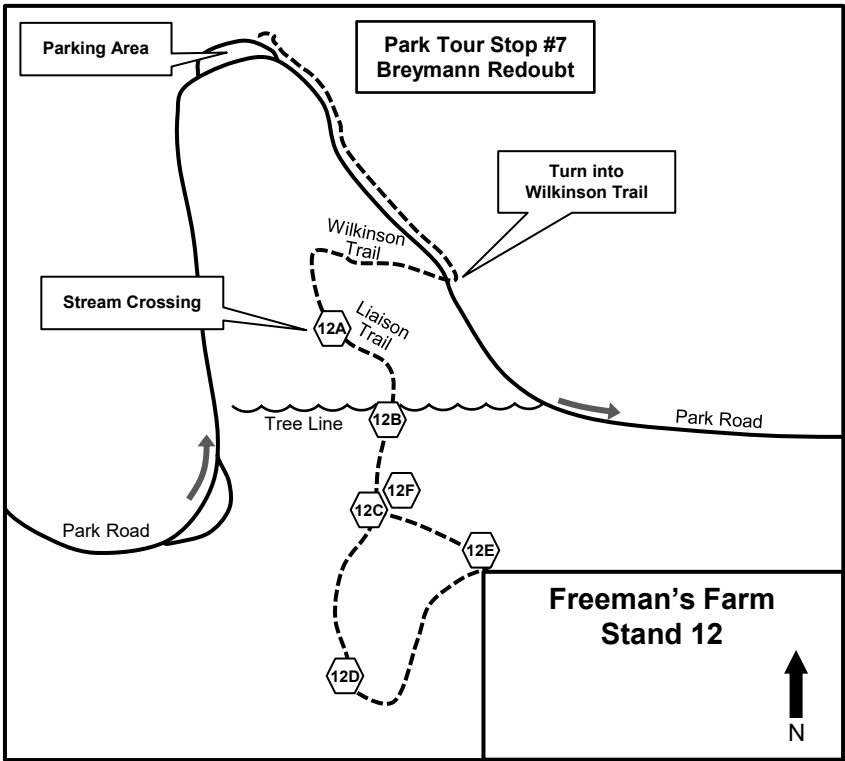 Parking Area
Park Tour Stop #7
Breymann Redoubt
Turn into
Wilkinson Trail
Wilkinson
Trail
Stream Crossing
12A
Liaison
Trail
Tree Line
12B
Park Road
12F
12C
Park Road
12E
Freeman’s Farm
Stand 12
12D
N